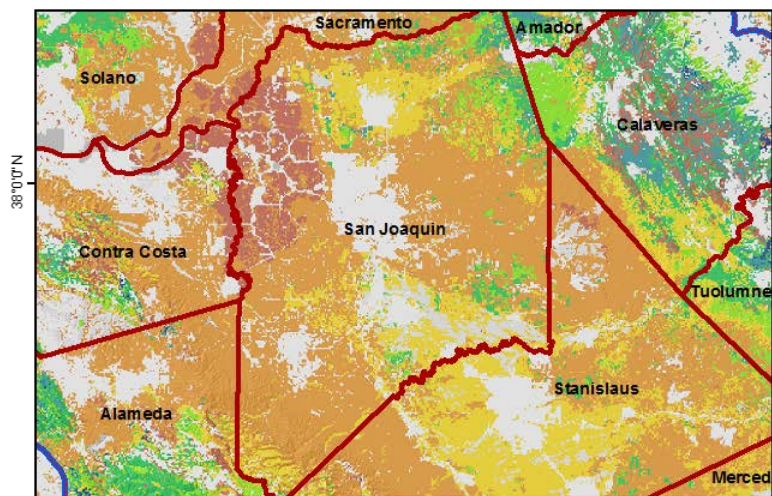 Sacramento
Amador
Solano
Calaveras
38°0'0"N
San Joaquin
Contra Costa
Tuolumne
Stanislaus
Alameda
Merced